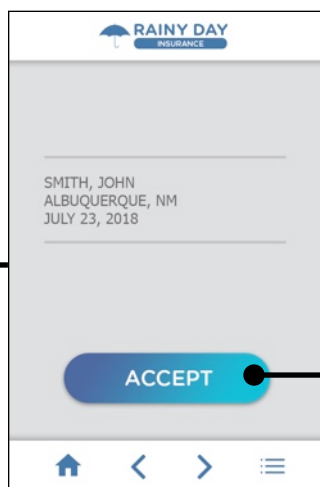 RAINY DAY
INSURANCE
SMITH, JOHN
ALBUQUERQUE, NM
JULY 23, 2018
ACCEPT